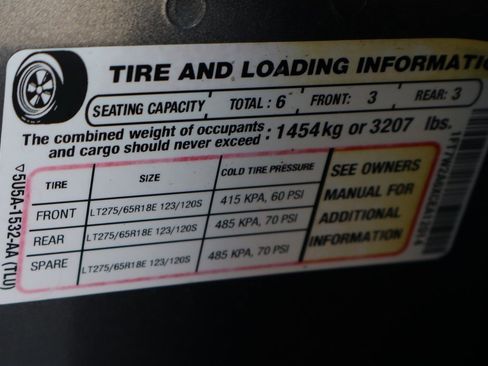 TIRE AND LOADING INFORMATIO
SEATING CAPACITY TOTAL : 6 FRONT: 3 REAR: 3
The combined weight of occupants
and cargo should never exceed : 1454kg or 3207 lbs.
TIRE SIZE COLD TIRE PRESSURE
FRONT LT275/65R18E 123/120S 415 KPA, 60 PSI
REAR LT275/65R18E 123/120S 485 KPA, 70 PSI
SPARE LT275/65R18E 123/120S 485 KPA, 70 PSI
SEE OWNERS
MANUAL FOR
ADDITIONAL
INFORMATION
5U5A-1532-AA (TLU)